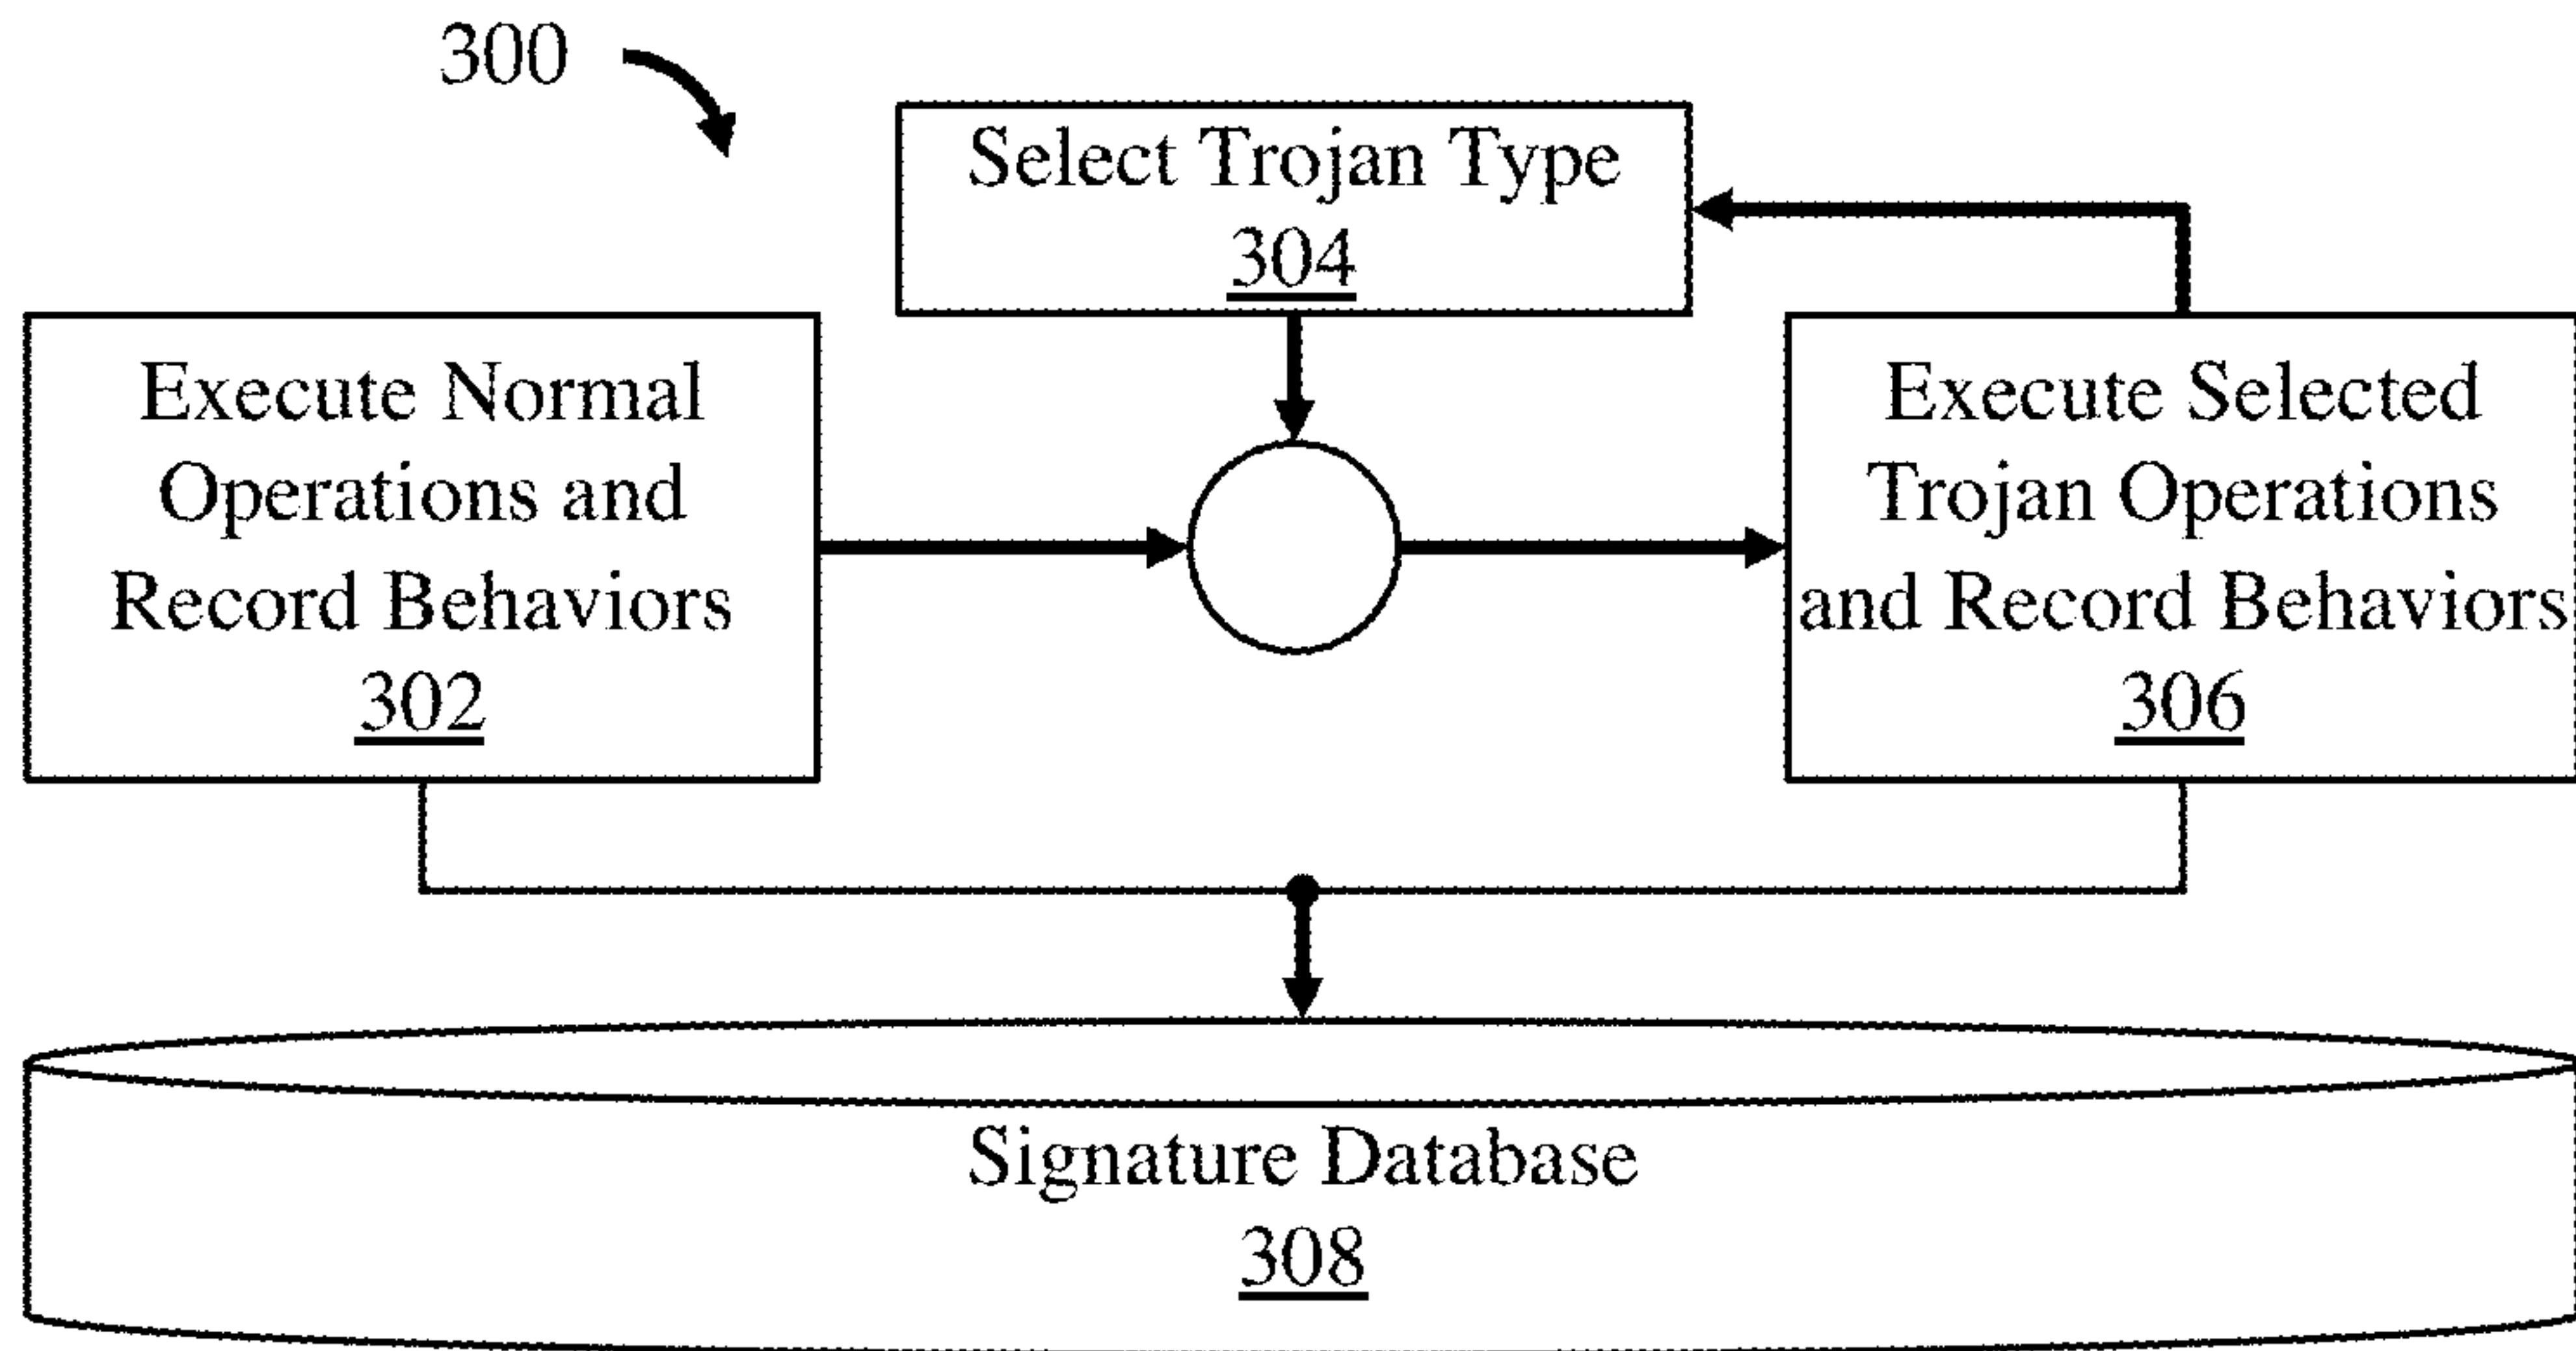 300
Select Trojan Type
304
Execute Normal
Operations and
Record Behaviors
302
Execute Selected
Trojan Operations
and Record Behaviors
306
Signature Database
308